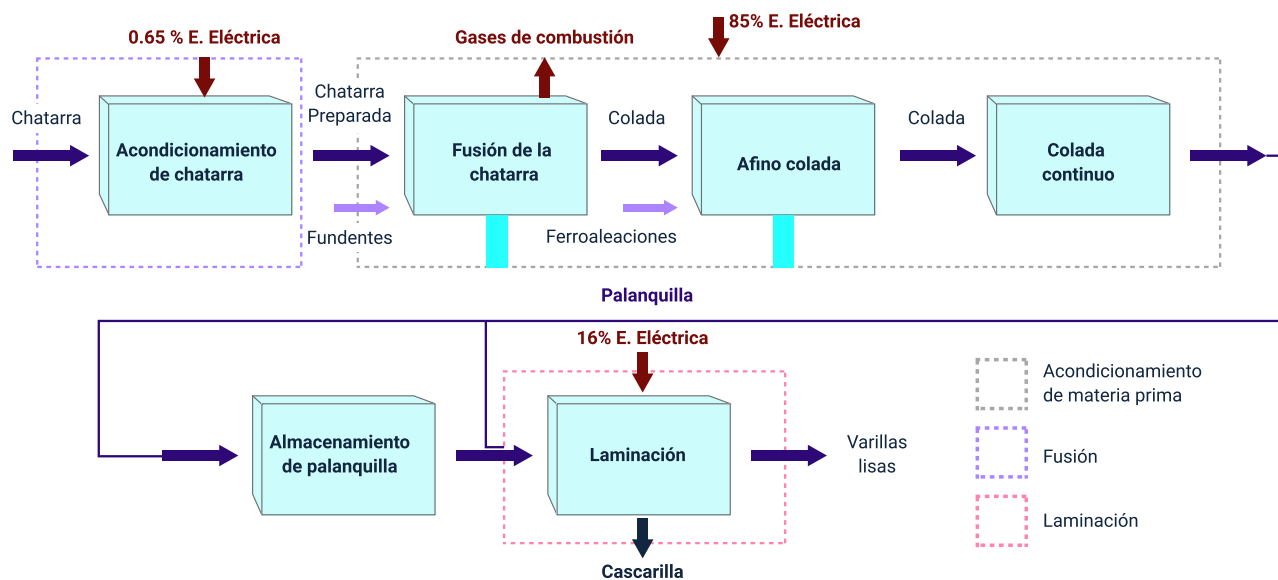 0.65 % E. Eléctrica
Gases de combustión
85% E. Eléctrica
Chatarra
Acondicionamiento
de chatarra
Chatarra
Preparada
Fundentes
Fusión de la
chatarra
Colada
Ferroaleaciones
Afino colada
Colada
Colada
continuo
Palanquilla
16% E. Eléctrica
Almacenamiento
de palanquilla
Laminación
Varillas
lisas
Cascarilla
Acondicionamiento
de materia prima
Fusión
Laminación